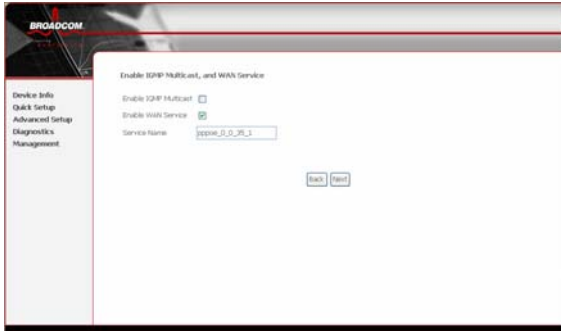 BROADCOM
Enable IGMP Multicast, and WAN Service
Device Info
Quick Setup
Advanced Setup
Diagnostics
Management
Enable IGMP Multicast
Enable WAN Service
Service Name pppoe_0_0_35_1
Back Next